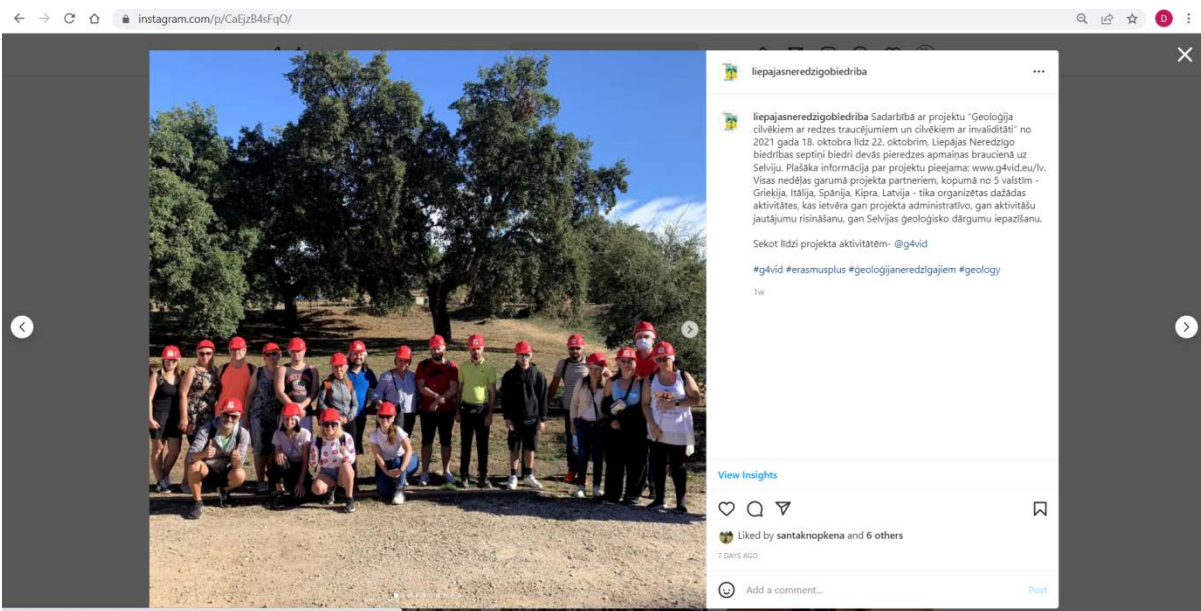 instagram.com/p/CaEjzB4sFqO/
D
liepajasneredzigobiedriba
liepajasneredzigobiedriba Sadarbībā ar projektu "Ģeoloģija
cilvēkiem ar redzes traucējumiem un cilvēkiem ar invaliditāti" no
2021 gada 18. oktobra līdz 22. oktobrim, Liepājas Neredzīgo
biedrības septiņi biedri devās pieredzes apmaiņas braucienā uz
Selviju. Plašāka informācija par projektu pieejama: www.g4vid.eu/lv.
Visas nedēļas garumā projekta partneriem, kopumā no 5 valstīm -
Grieķija, Itālija, Spānija, Kipra, Latvija - tika organizētas dažādas
aktivitātes, kas ietvēra gan projekta administratīvo, gan aktivitāšu
jautājumu risināšanu, gan Selvijas ģeoloģisko dārgumu iepazīšanu.
Sekot līdzi projekta aktivitātēm- @g4vid
#g4vid #erasmusplus #ģeoloģijaneredzīgajiem #geology
1w
View Insights
Liked by santaknopkena and 6 others
7 DAYS AGO
Add a comment...
Post